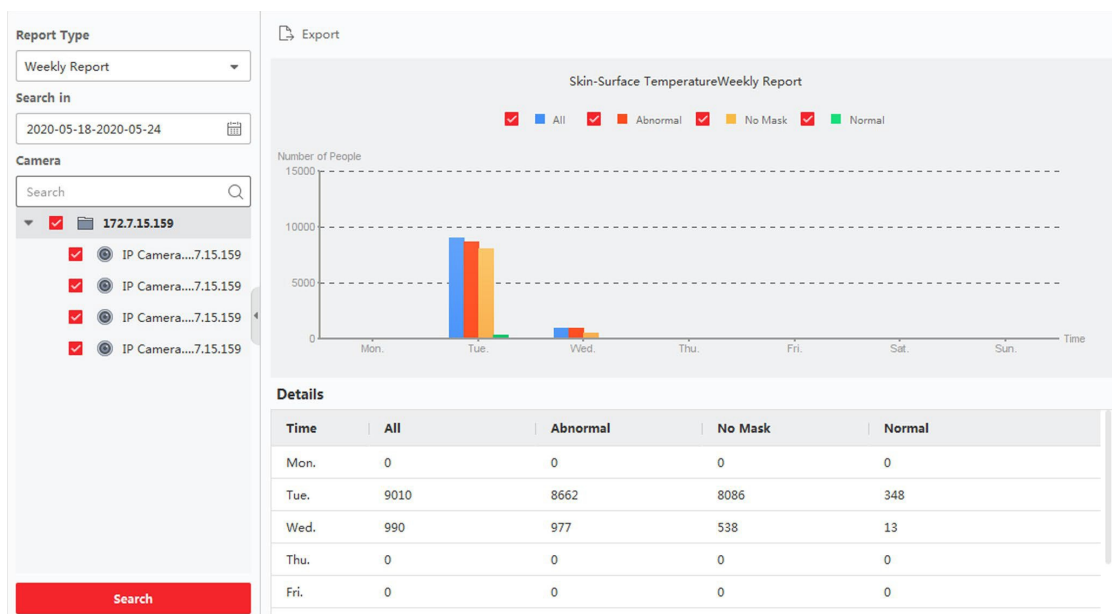 Report Type
Weekly Report
Search in
2020-05-18-2020-05-24
Camera
Search
172.7.15.159
IP Camera....7.15.159
IP Camera....7.15.159
IP Camera....7.15.159
IP Camera....7.15.159
Search
Export
Skin-Surface TemperatureWeekly Report
All Abnormal No Mask Normal
Number of People
15000
10000
5000
0
Mon. Tue. Wed. Thu. Fri. Sat. Sun. Time
Details
Time All Abnormal No Mask Normal
Mon. 0 0 0 0
Tue. 9010 8662 8086 348
Wed. 990 977 538 13
Thu. 0 0 0 0
Fri. 0 0 0 0